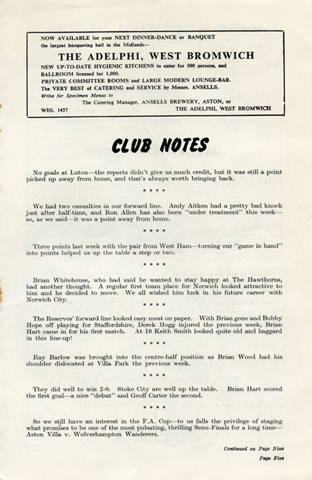 NOW AVAILABLE for your NEXT DINNER-DANCE or BANQUET
the largest banqueting hall in the Midlands—
THE ADELPHI, WEST BROMWICH
NEW UP-TO-DATE HYGIENIC KITCHENS to cater for 500 persons, and
BALLROOM licensed for 1,000.
PRIVATE COMMITTEE ROOMS and LARGE MODERN LOUNGE-BAR.
The VERY BEST of CATERING and SERVICE by Messrs. ANSELLS.
Write for Specimen Menus to
The Catering Manager, ANSELLS BREWERY, ASTON, or
WES. 1457 THE ADELPHI, WEST BROMWICH
CLUB NOTES
No goals at Luton—the reports didn't give us much credit, but it was still a point
picked up away from home, and that's always worth bringing back.
* * * *
We had two casualties in our forward line. Andy Aitken had a pretty bad knock
just after half-time, and Ron Allen has also been "under treatment" this week—
so, as we said—it was a point away from home.
* * * *
Three points last week with the pair from West Ham—turning our "game in hand"
into points helped us up the table a step or two.
* * * *
Brian Whitehouse, who had said he wanted to stay happy at The Hawthorns,
had another thought. A regular first team place for Norwich looked attractive to
him and he decided to move. We all wished him luck in his future career with
Norwich City.
* * * *
The Reserves' forward line looked easy meat on paper. With Brian gone and Bobby
Hope off playing for Staffordshire, Derek Hogg injured the previous week, Brian
Hart came in for his first match. At 19 Keith Smith looked quite old and haggard
in this line-up!
* * * *
Ray Barlow was brought into the centre-half position as Brian Wood had his
shoulder dislocated at Villa Park the previous week.
* * * *
They did well to win 2-0. Stoke City are well up the table. Brian Hart scored
the first goal—a nice "debut" and Geoff Carter the second.
* * * *
So we still have an interest in the F.A. Cup—to us falls the privilege of staging
what promises to be one of the most pulsating, thrilling Semi-Finals for a long time—
Aston Villa v. Wolverhampton Wanderers.
Continued on Page Nine
Page Five